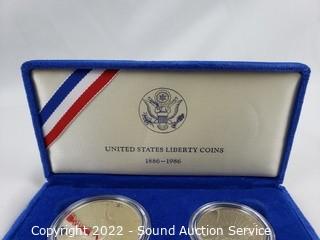 UNITED STATES LIBERTY COINS
1886-1986
Copyright 2022 - Sound Auction Service